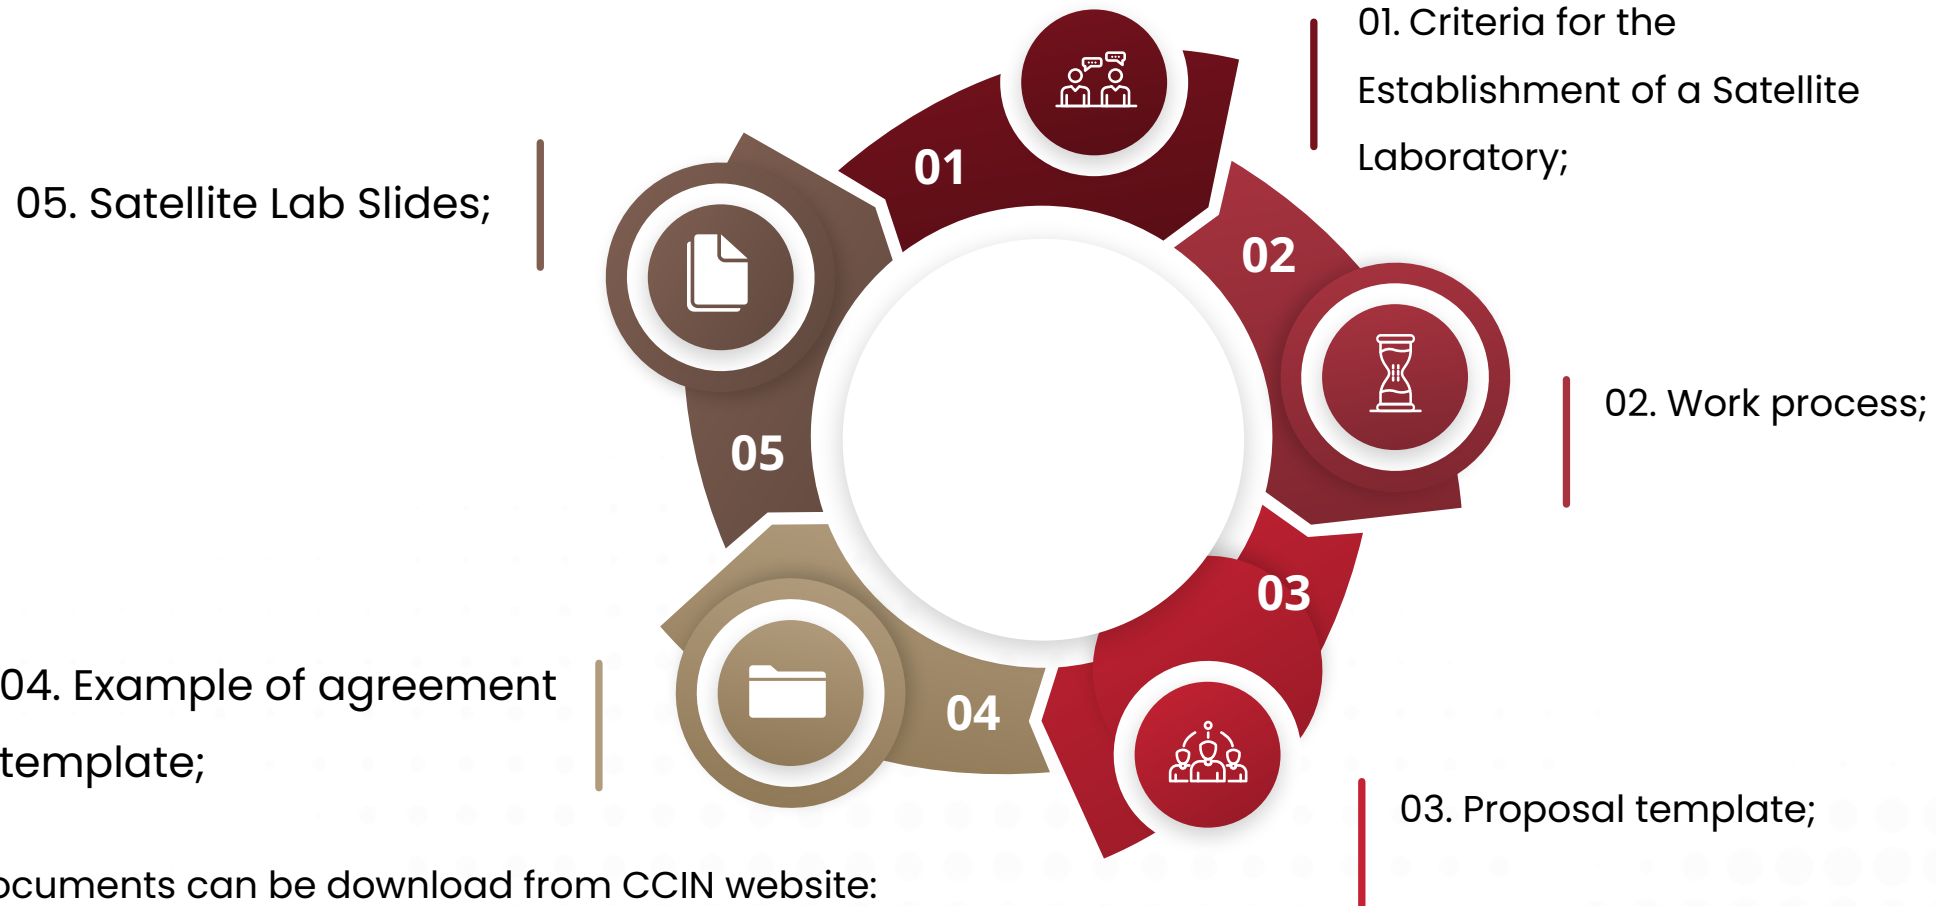 01. Criteria for the
Establishment of a Satellite
Laboratory;
01
02
02. Work process;
03
03. Proposal template;
04
04. Example of agreement
template;
05
05. Satellite Lab Slides;
can be download from CCIN website: